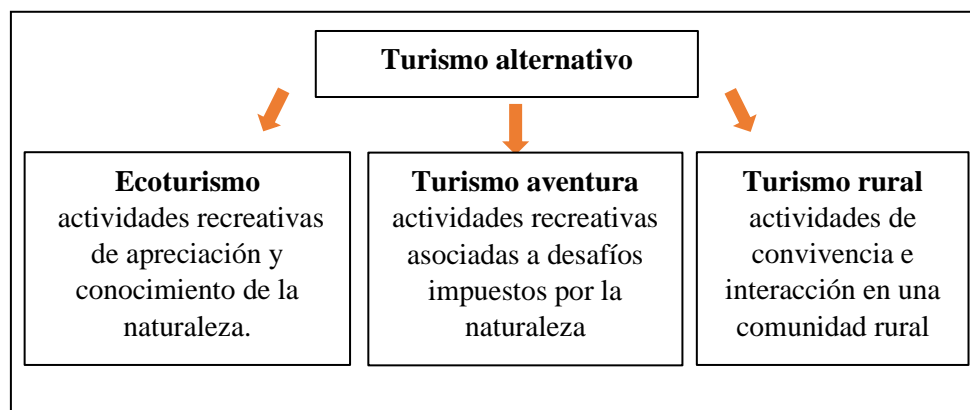 Turismo alternativo
Ecoturismo
actividades recreativas
de apreciación y
conocimiento de la
naturaleza.
Turismo aventura
actividades recreativas
asociadas a desafíos
impuestos por la
naturaleza
Turismo rural
actividades de
convivencia e
interacción en una
comunidad rural